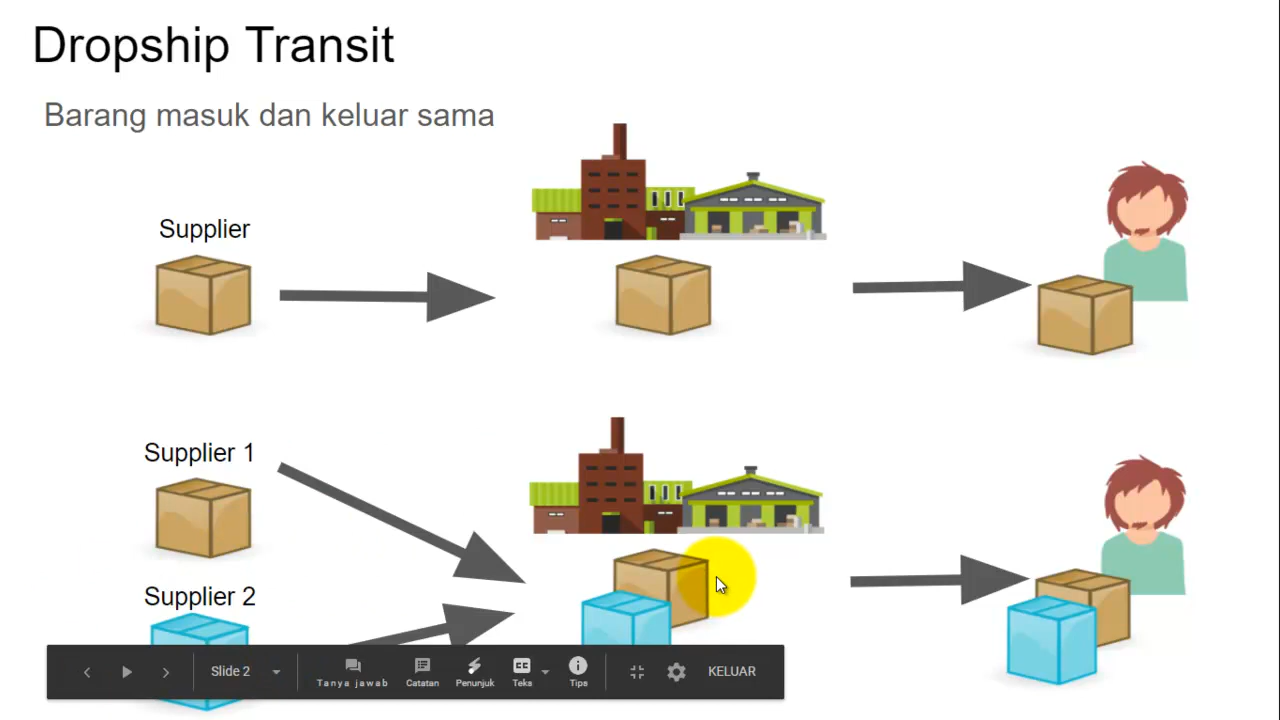 Dropship Transit
Barang masuk dan keluar sama
Supplier
Supplier 1
Supplier 2
Slide 2
Tanya jawab
Catatan
Penunjuk
CC
Teks
Tips
KELUAR